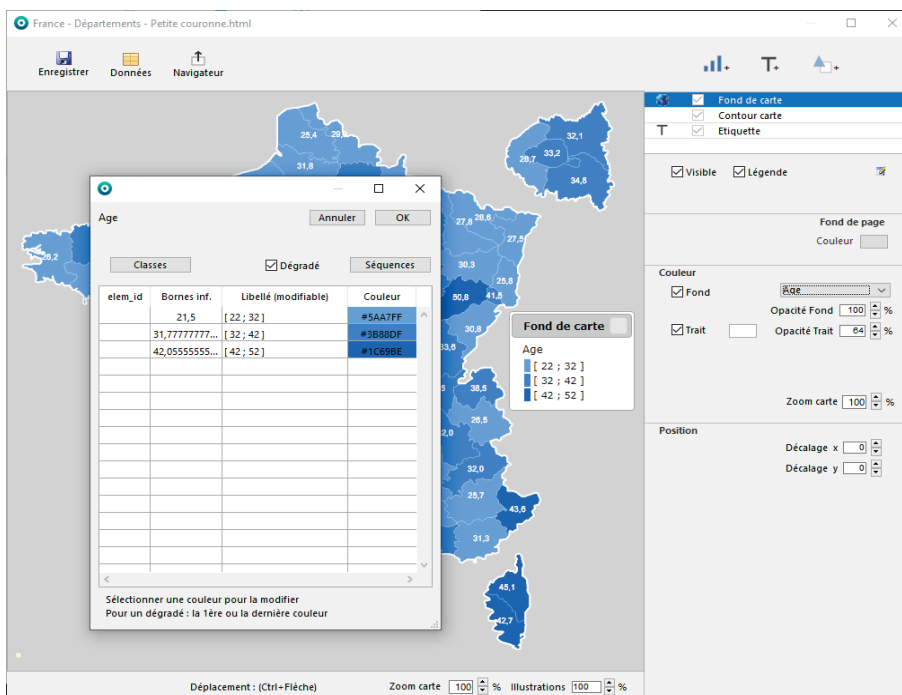 France - Départements - Petite couronne.html
Enregistrer Données Navigateur
Fond de carte
Contour carte
T Etiquette
Visible Légende
Fond de page
Couleur
Couleur
Fond Age
Opacité Fond 100 %
Trait Opacité Trait 64 %
Zoom carte 100 %
Position
Décalage x 0
Décalage y 0
Age Annuler OK
Classes Dégradé Séquences
elem_id Bornes inf. Libellé (modifiable) Couleur
21,5 [ 22 ; 32 ] #5AA7FF
31,77777777... [ 32 ; 42 ] #3B88DF
42,05555555... [ 42 ; 52 ] #1C69BE
Sélectionner une couleur pour la modifier
Pour un dégradé : la 1ère ou la dernière couleur
25,4
31,8
32,1
33,2
28,7
34,8
27,8 28,6
27,5
30,3
25,8
50,8 41,5
30,8
38,5
26,5
32,0
25,7
43,6
31,3
45,1
42,7
Fond de carte
Age
[ 22 ; 32 ]
[ 32 ; 42 ]
[ 42 ; 52 ]
Déplacement : (Ctrl+Flèche) Zoom carte 100 % Illustrations 100 %